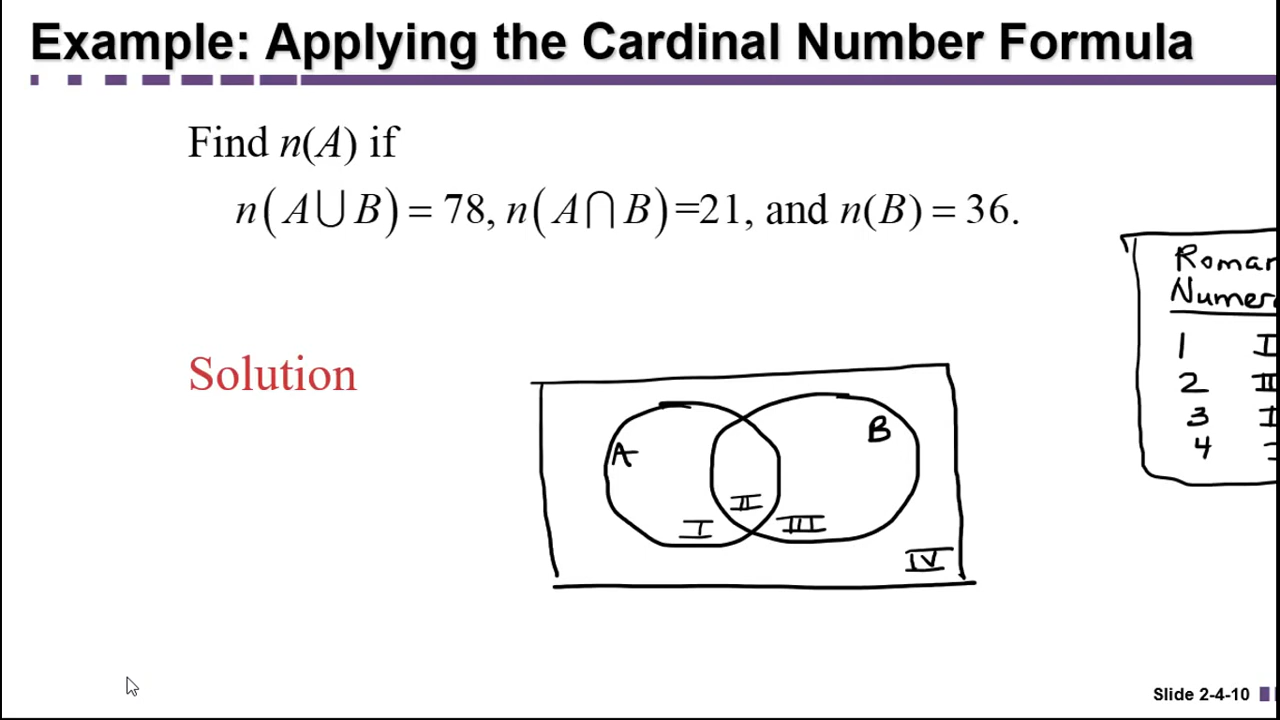 Example: Applying the Cardinal Number Formula
Find n(A) if
n(A∪B) = 78, n(A∩B)=21, and n(B) = 36.
Solution
A
B
I
II
III
IV
1
2
3
4
Slide 2-4-10